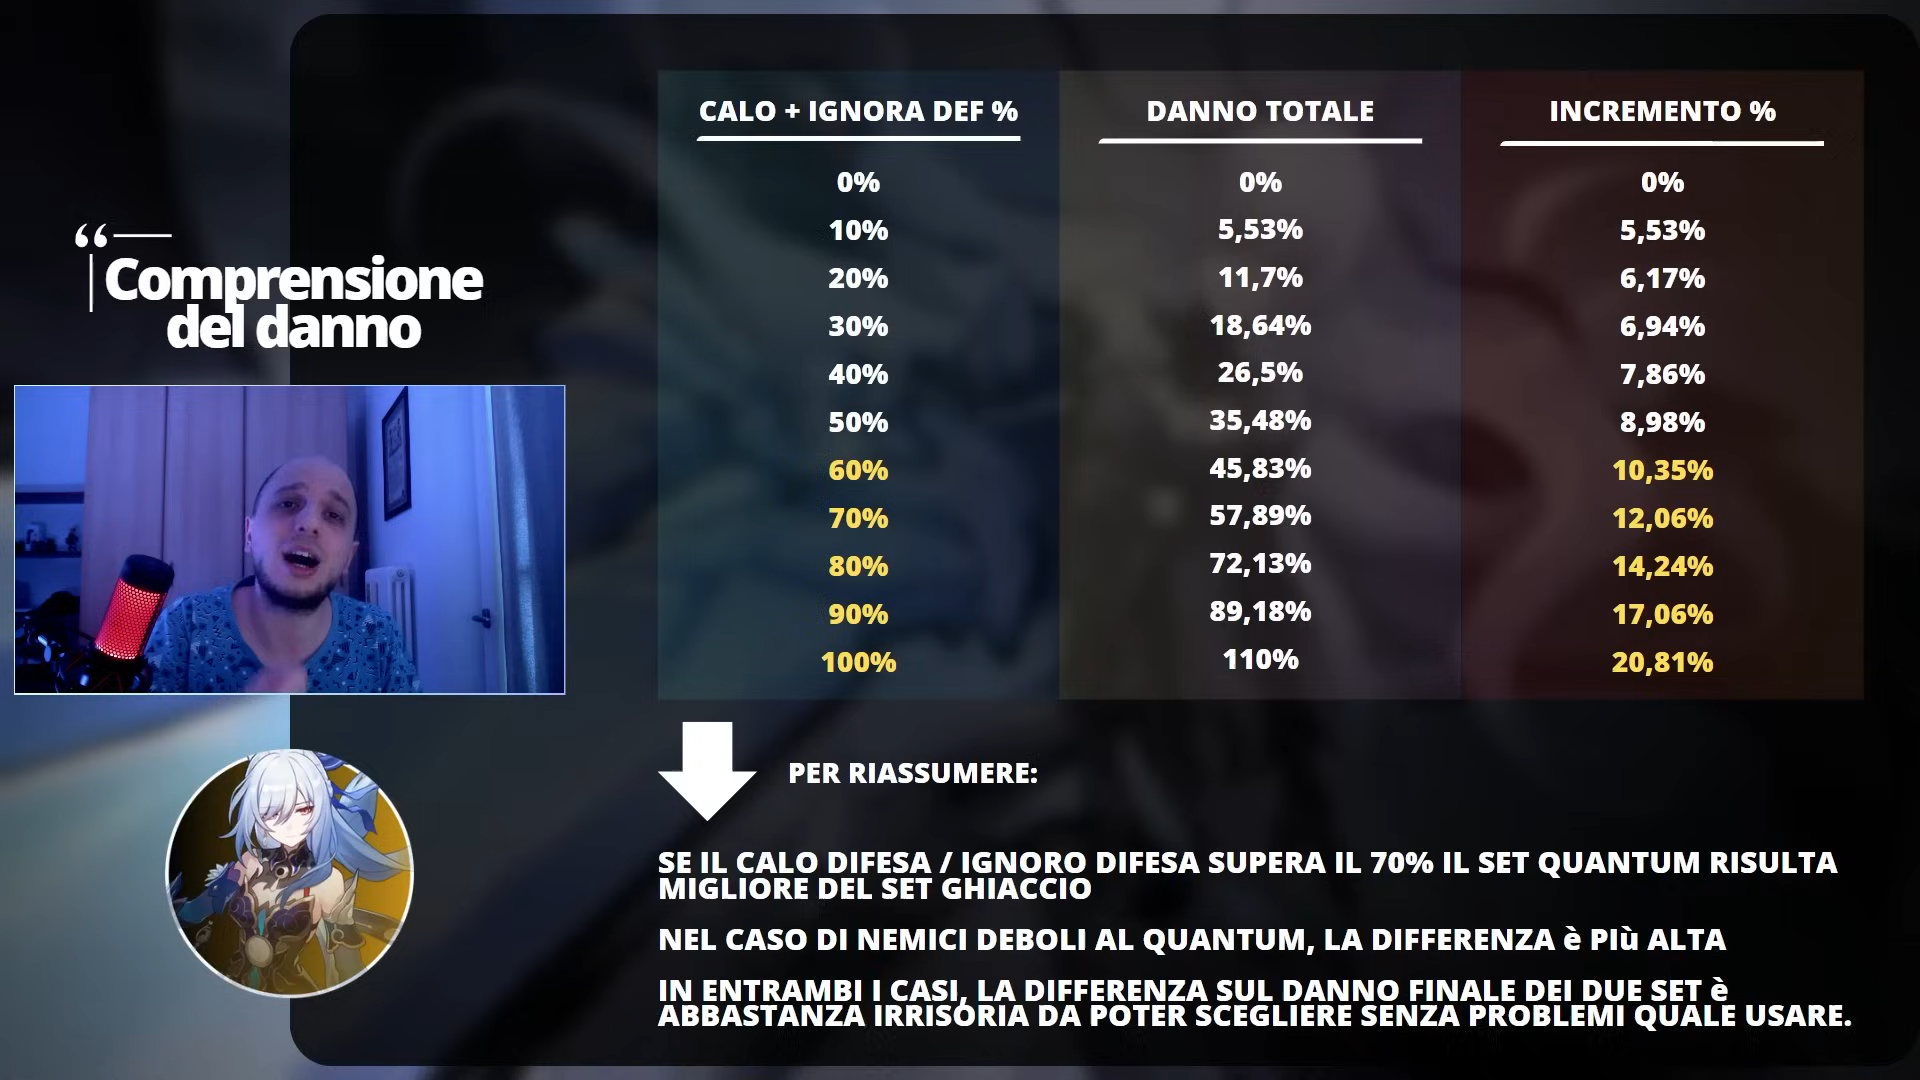 “
Comprensione
del danno
CALO + IGNORA DEF % DANNO TOTALE INCREMENTO %
0% 0% 0%
10% 5,53% 5,53%
20% 11,7% 6,17%
30% 18,64% 6,94%
40% 26,5% 7,86%
50% 35,48% 8,98%
60% 45,83% 10,35%
70% 57,89% 12,06%
80% 72,13% 14,24%
90% 89,18% 17,06%
100% 110% 20,81%
PER RIASSUMERE:
SE IL CALO DIFESA / IGNORO DIFESA SUPERA IL 70% IL SET QUANTUM RISULTA
MIGLIORE DEL SET GHIACCIO
NEL CASO DI NEMICI DEBOLI AL QUANTUM, LA DIFFERENZA è PIù ALTA
IN ENTRAMBI I CASI, LA DIFFERENZA SUL DANNO FINALE DEI DUE SET è
ABBASTANZA IRRISORIA DA POTER SCEGLIERE SENZA PROBLEMI QUALE USARE.